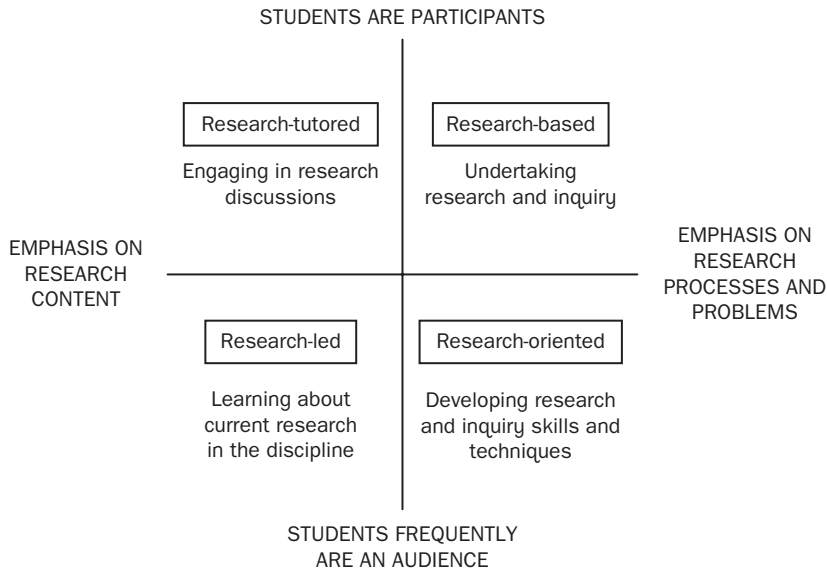 STUDENTS ARE PARTICIPANTS
Research-tutored
Engaging in research
discussions
Research-based
Undertaking
research and inquiry
EMPHASIS ON
RESEARCH
CONTENT
EMPHASIS ON
RESEARCH
PROCESSES AND
PROBLEMS
Research-led
Learning about
current research
in the discipline
Research-oriented
Developing research
and inquiry skills and
techniques
STUDENTS FREQUENTLY
ARE AN AUDIENCE